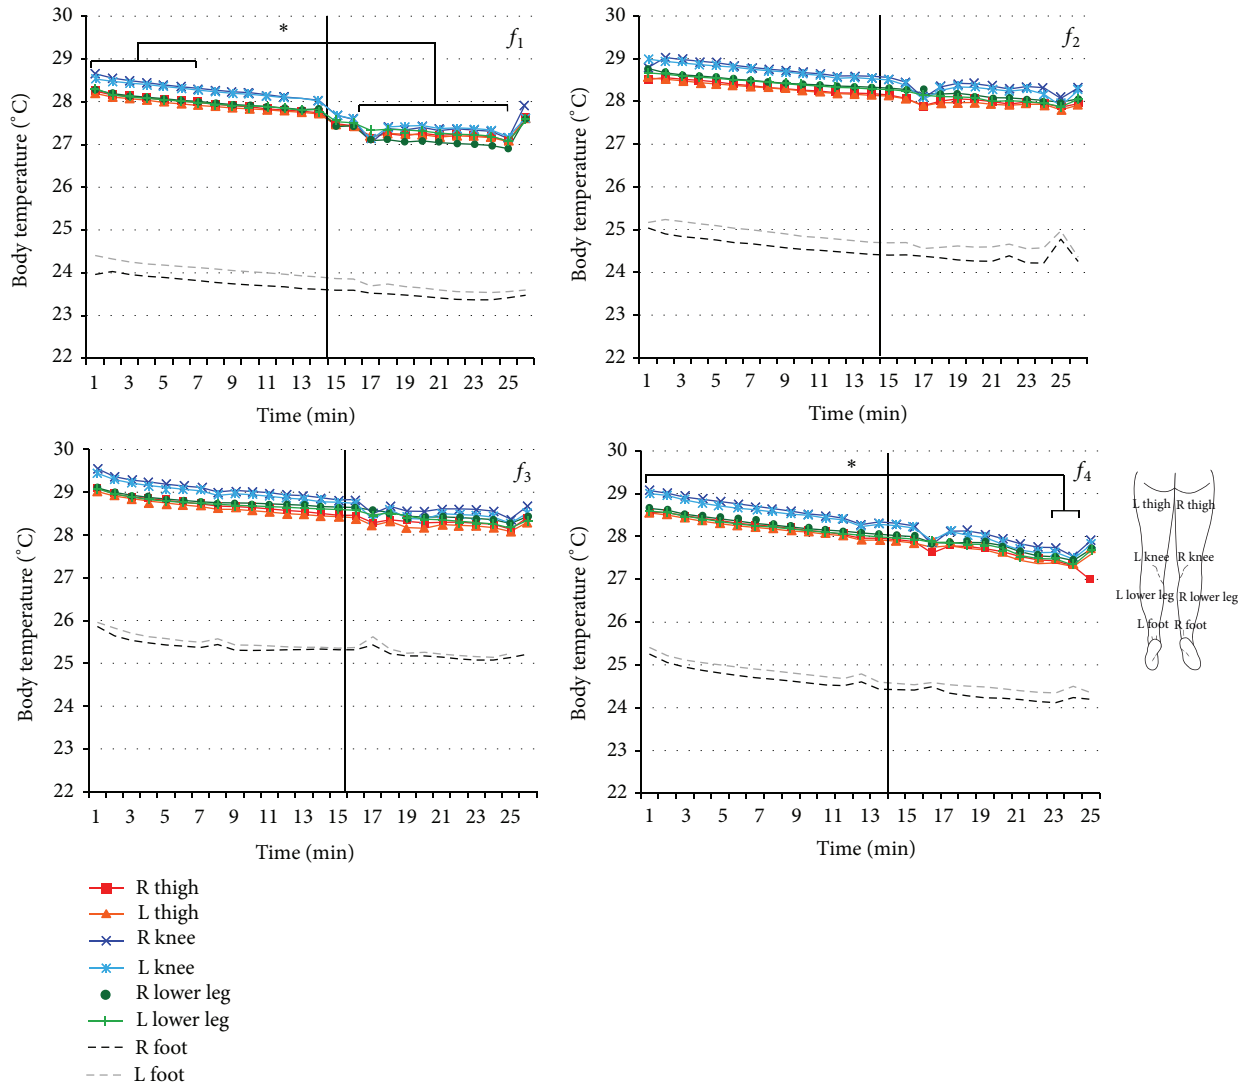 30
29
28
27
26
25
24
23
22
Body temperature (°C)
*
f1
1 3 5 7 9 11 13 15 17 19 21 23 25
Time (min)
30
29
28
27
26
25
24
23
22
Body temperature (°C)
f2
1 3 5 7 9 11 13 15 17 19 21 23 25
Time (min)
30
29
28
27
26
25
24
23
22
Body temperature (°C)
f3
1 3 5 7 9 11 13 15 17 19 21 23 25
Time (min)
30
29
28
27
26
25
24
23
22
Body temperature (°C)
*
f4
1 3 5 7 9 11 13 15 17 19 21 23 25
Time (min)
L thigh R thigh
L knee R knee
L lower leg R lower leg
L foot R foot
R thigh
L thigh
R knee
L knee
R lower leg
L lower leg
R foot
L foot